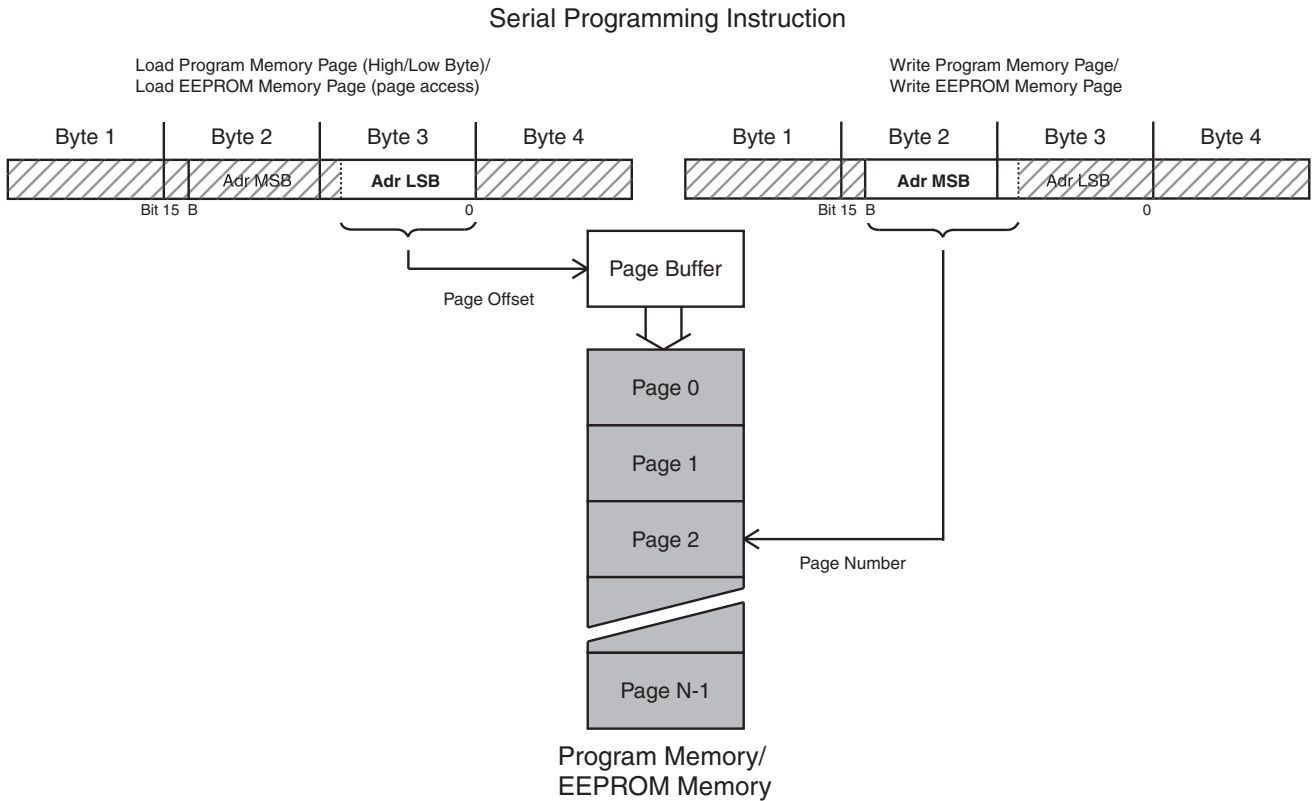 Serial Programming Instruction
Load Program Memory Page (High/Low Byte)/
Load EEPROM Memory Page (page access)
Write Program Memory Page/
Write EEPROM Memory Page
Byte 1 Byte 2 Byte 3 Byte 4
Byte 1 Byte 2 Byte 3 Byte 4
Adr MSB Adr LSB
Adr MSB Adr LSB
Bit 15 B 0
Bit 15 B 0
Page Buffer
Page Offset
Page 0
Page 1
Page 2
Page Number
Page N-1
Program Memory/
EEPROM Memory